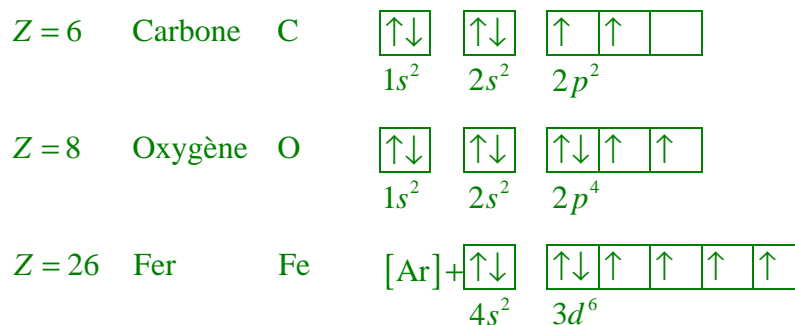 Z = 6 Carbone C ↑↓ ↑↓ ↑ ↑
1s² 2s² 2p²
Z = 8 Oxygène O ↑↓ ↑↓ ↑↓ ↑ ↑
1s² 2s² 2p⁴
Z = 26 Fer Fe [Ar]+ ↑↓ ↑↓ ↑ ↑ ↑ ↑
4s² 3d⁶